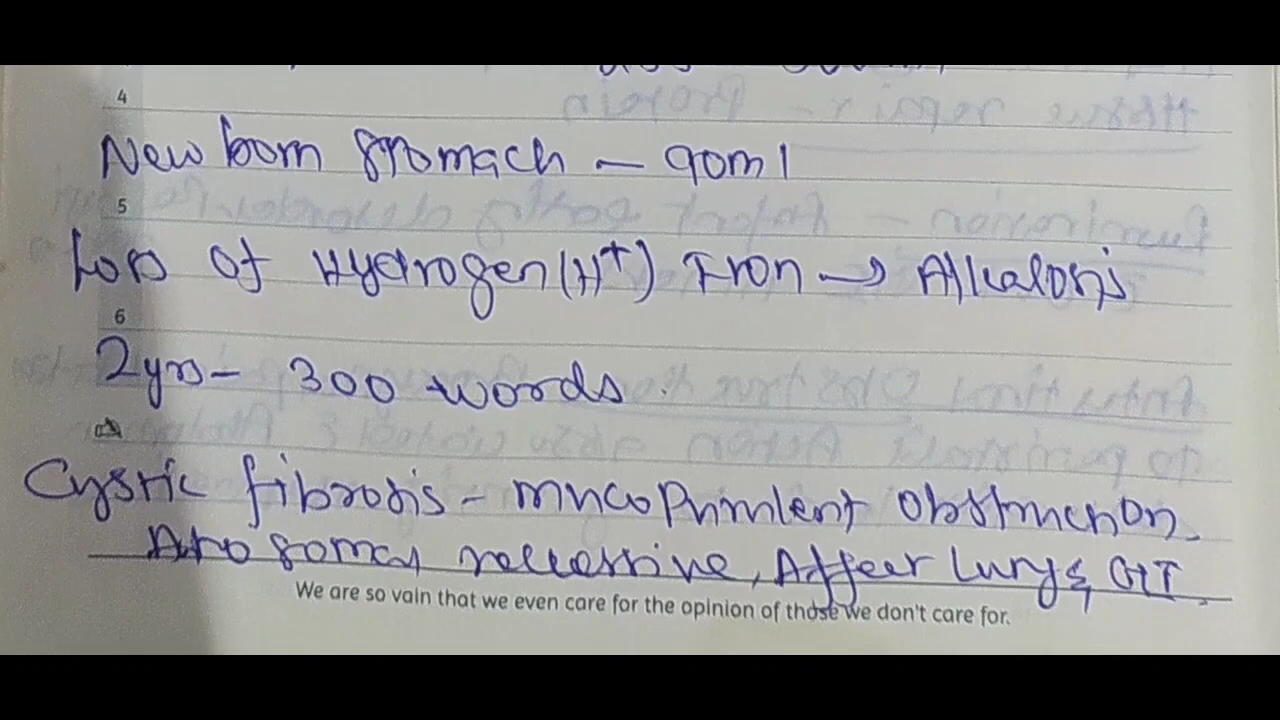 4
New born stomach - 90ml
5
Loss of Hydrogen (H+) Iron → Alkalosis
6
2yrs - 300 words.
Cystic fibrosis - mucopurulent obstruction.
Autosomal recessive, Affect Lung & GIT.
We are so vain that we even care for the opinion of those we don't care for.